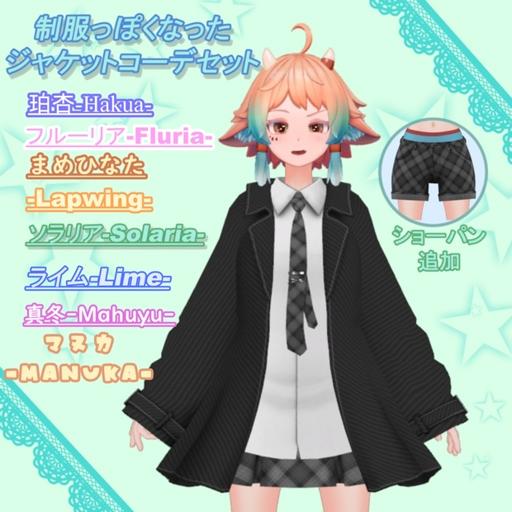 制服っぽくなった
ジャケットコーデセット
珀杏-Hakua-
フルーリア-Fluria-
まめひなた
-Lapwing-
ソラリア-Solaria-
ライム-Lime-
真冬-Mahuyu-
マヌカ
-MANUKA-
ショーパン
追加